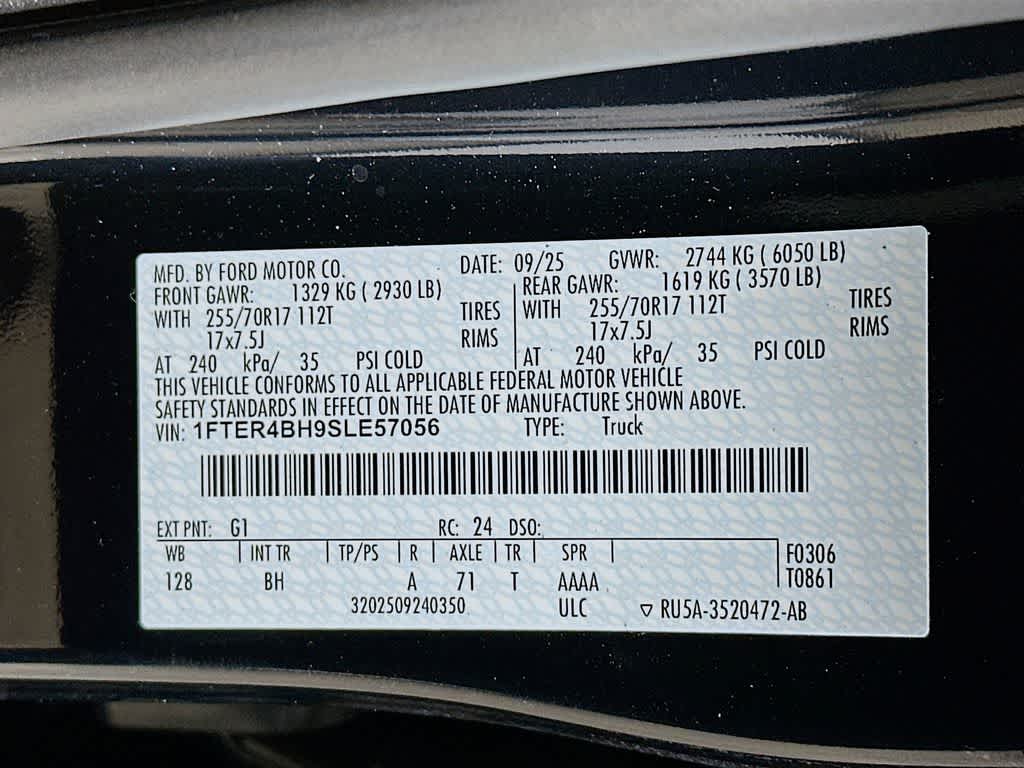 MFD. BY FORD MOTOR CO. DATE: 09/25 GVWR: 2744 KG ( 6050 LB)
FRONT GAWR: 1329 KG ( 2930 LB) REAR GAWR: 1619 KG ( 3570 LB)
WITH 255/70R17 112T TIRES WITH 255/70R17 112T TIRES
17x7.5J RIMS 17x7.5J RIMS
AT 240 kPa/ 35 PSI COLD AT 240 kPa/ 35 PSI COLD
THIS VEHICLE CONFORMS TO ALL APPLICABLE FEDERAL MOTOR VEHICLE
SAFETY STANDARDS IN EFFECT ON THE DATE OF MANUFACTURE SHOWN ABOVE.
VIN: 1FTER4BH9SLE57056 TYPE: Truck
EXT PNT: G1 RC: 24 DSO:
WB INT TR TP/PS R AXLE TR SPR F0306
128 BH A 71 T AAAA T0861
3202509240350 ULC ▽ RU5A-3520472-AB